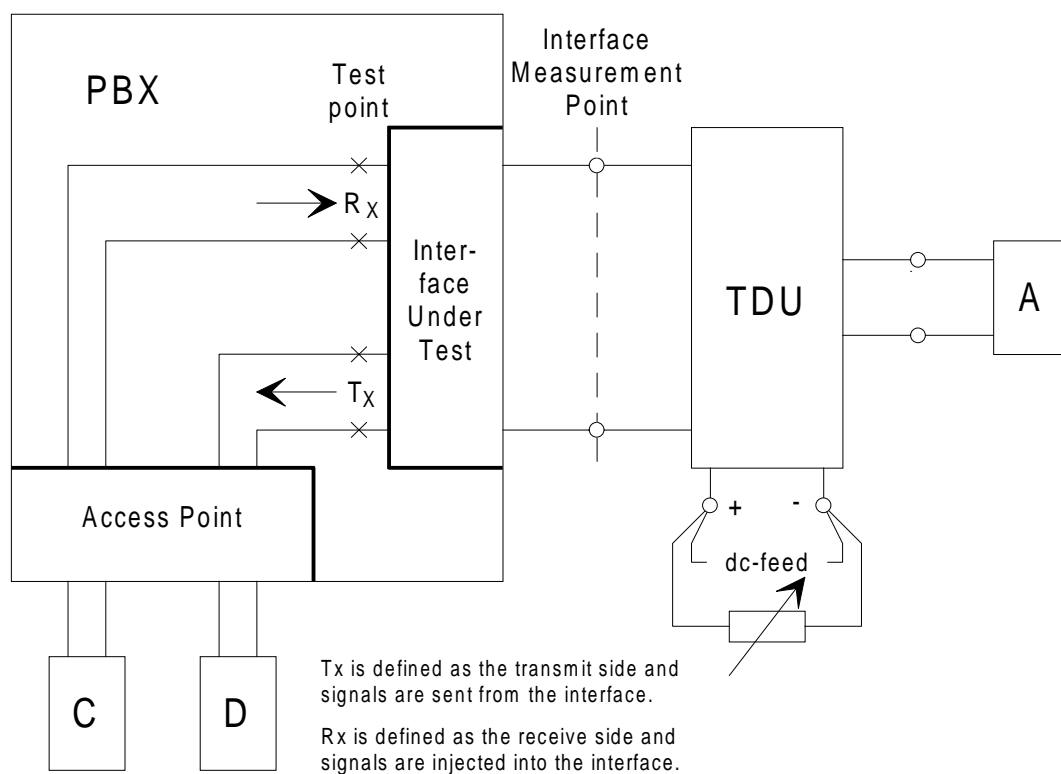 PBX
Test
point
Interface
Measurement
Point
Rx
Inter-
face
Under
Test
Tx
TDU
A
Access Point
+ -
dc-feed
C
D
Tx is defined as the transmit side and
signals are sent from the interface.
Rx is defined as the receive side and
signals are injected into the interface.